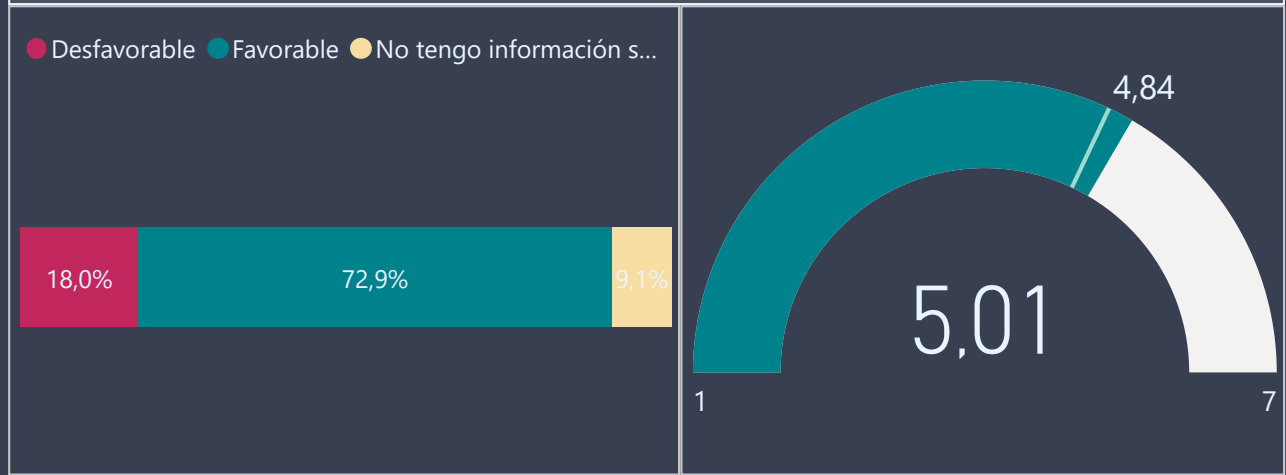 Desfavorable Favorable No tengo información s...
18,0% 72,9% 9,1%
4,84
5,01
1 7